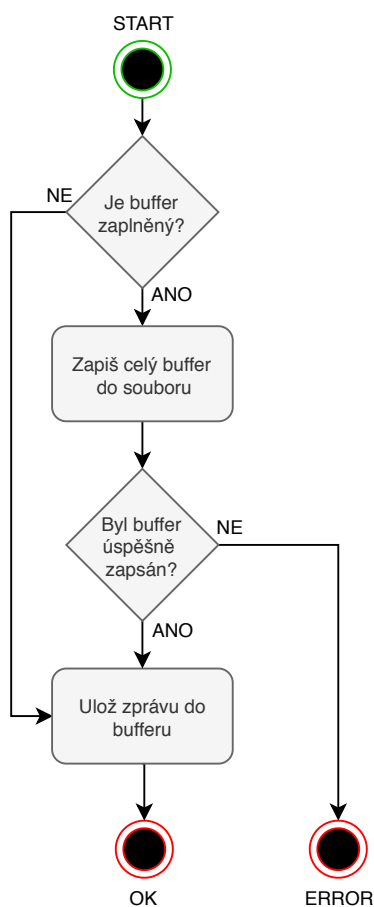 START
NE
Je buffer
zaplněný?
ANO
Zapiš celý buffer
do souboru
Byl buffer
úspěšně
zapsán?
NE
ANO
Ulož zprávu do
bufferu
OK
ERROR